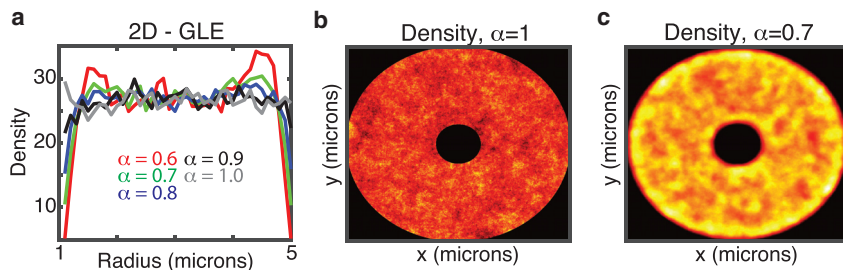 a
2D - GLE
Density
30
20
10
α = 0.6 α = 0.9
α = 0.7 α = 1.0
α = 0.8
1
5
Radius (microns)
b
Density, α=1
y (microns)
x (microns)
c
Density, α=0.7
y (microns)
x (microns)